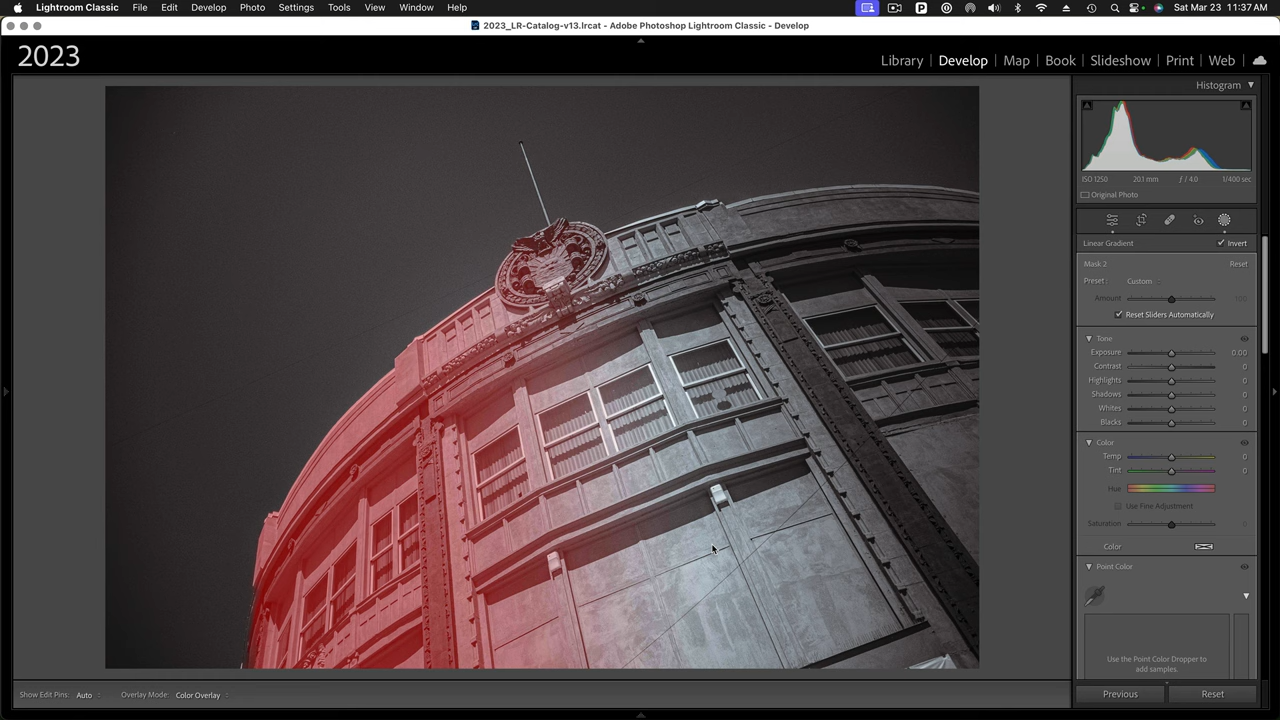 Lightroom Classic File Edit Develop Photo Settings Tools View Window Help Sat Mar 23 11:37 AM
2023_LR-Catalog-v13.lrcat - Adobe Photoshop Lightroom Classic - Develop
2023
Library | Develop | Map | Book | Slideshow | Print | Web
Histogram
ISO 1250 20.1 mm ƒ / 4.0 1/400 sec
Original Photo
Linear Gradient Invert
Mask 2 Reset
Preset: Custom
Amount 100
Reset Sliders Automatically
Tone
Exposure 0.00
Contrast 0
Highlights 0
Shadows 0
Whites 0
Blacks 0
Color
Temp 0
Tint 0
Hue
Use Fine Adjustment
Saturation 0
Color
Point Color
Use the Point Color Dropper to
add samples.
Show Edit Pins: Auto Overlay Mode: Color Overlay
Previous Reset